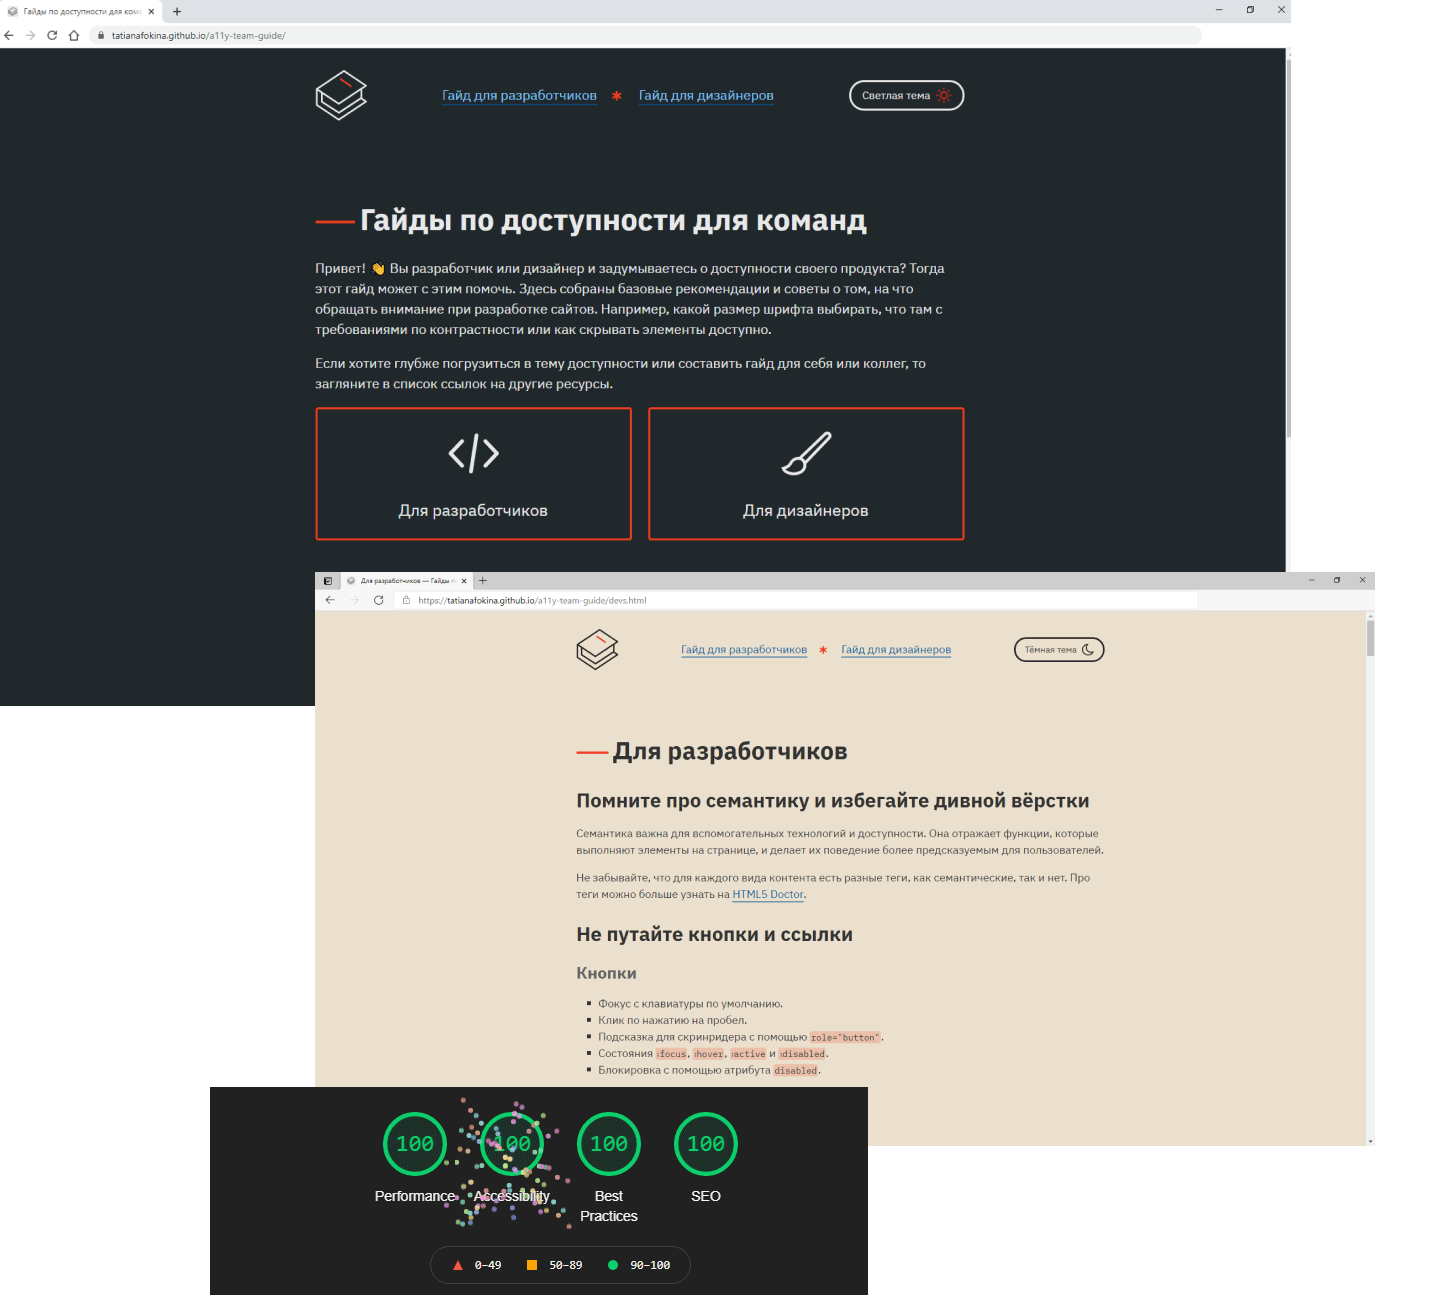 Гайды по доступности для ком
tatianafokina.github.io/a11y-team-guide/
Гайд для разработчиков * Гайд для дизайнеров
Светлая тема
Гайды по доступности для команд
Привет! 👋 Вы разработчик или дизайнер и задумываетесь о доступности своего продукта? Тогда
этот гайд может с этим помочь. Здесь собраны базовые рекомендации и советы о том, на что
обращать внимание при разработке сайтов. Например, какой размер шрифта выбирать, что там с
требованиями по контрастности или как скрывать элементы доступно.
Если хотите глубже погрузиться в тему доступности или составить гайд для себя или коллег, то
загляните в список ссылок на другие ресурсы.
Для разработчиков
Для дизайнеров
Для разработчиков — Гайды п
https://tatianafokina.github.io/a11y-team-guide/devs.html
Гайд для разработчиков * Гайд для дизайнеров
Тёмная тема
Для разработчиков
Помните про семантику и избегайте дивной вёрстки
Семантика важна для вспомогательных технологий и доступности. Она отражает функции, которые
выполняют элементы на странице, и делает их поведение более предсказуемым для пользователей.
Не забывайте, что для каждого вида контента есть разные теги, как семантические, так и нет. Про
теги можно больше узнать на HTML5 Doctor.
Не путайте кнопки и ссылки
Кнопки
Фокус с клавиатуры по умолчанию.
Клик по нажатию на пробел.
Подсказка для скринридера с помощью role="button".
Состояния :focus, :hover, :active и :disabled.
Блокировка с помощью атрибута disabled.
100 100 100 100
Performance Accessibility Best Practices SEO
0–49 50–89 90–100